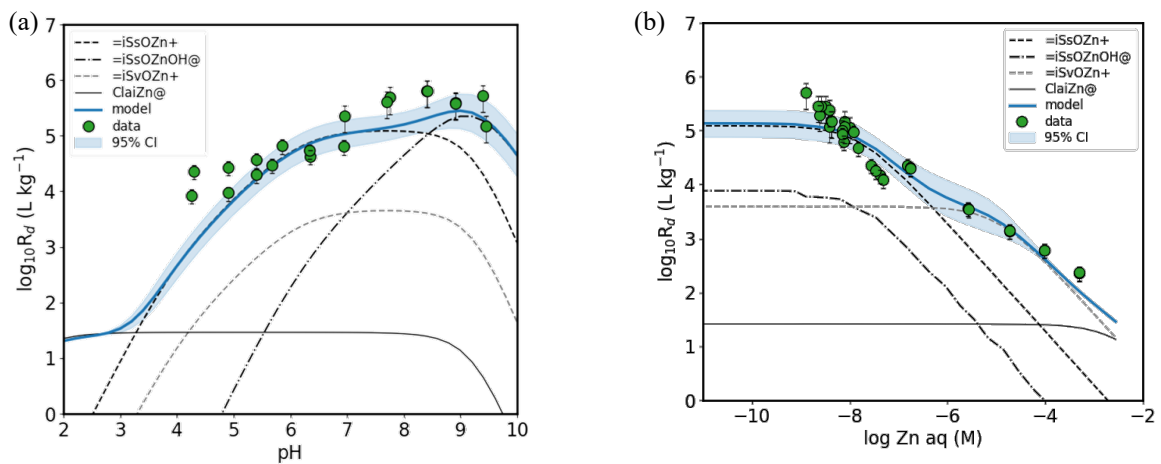 (a)
7
6
5
4
3
2
1
0
log10Rd (L kg−1)
=iSsOZn+
=iSsOZnOH@
=iSvOZn+
ClaiZn@
model
data
95% CI
2 3 4 5 6 7 8 9 10
pH
(b)
7
6
5
4
3
2
1
0
log10Rd (L kg−1)
=iSsOZn+
=iSsOZnOH@
=iSvOZn+
ClaiZn@
model
data
95% CI
−10 −8 −6 −4 −2
log Zn aq (M)